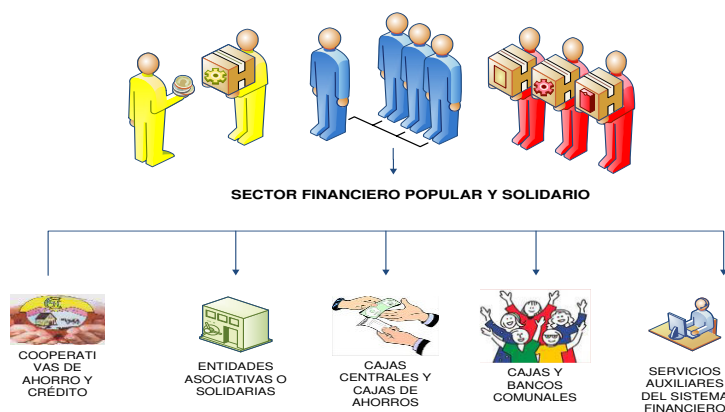 SECTOR FINANCIERO POPULAR Y SOLIDARIO
COOPERATI
VAS DE
AHORRO Y
CRÉDITO
ENTIDADES
ASOCIATIVAS O
SOLIDARIAS
CAJAS
CENTRALES Y
CAJAS DE
AHORROS
CAJAS Y
BANCOS
COMUNALES
SERVICIOS
AUXILIARES
DEL SISTEMA
FINANCIERO